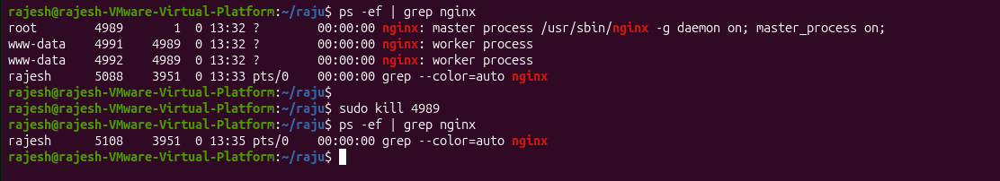 rajesh@rajesh-VMware-Virtual-Platform:~/raju$ ps -ef | grep nginx
root        4989       1  0 13:32 ?        00:00:00 nginx: master process /usr/sbin/nginx -g daemon on; master_process on;
www-data    4991    4989  0 13:32 ?        00:00:00 nginx: worker process
www-data    4992    4989  0 13:32 ?        00:00:00 nginx: worker process
rajesh      5088    3951  0 13:33 pts/0    00:00:00 grep --color=auto nginx
rajesh@rajesh-VMware-Virtual-Platform:~/raju$
rajesh@rajesh-VMware-Virtual-Platform:~/raju$ sudo kill 4989
rajesh@rajesh-VMware-Virtual-Platform:~/raju$ ps -ef | grep nginx
rajesh      5108    3951  0 13:35 pts/0    00:00:00 grep --color=auto nginx
rajesh@rajesh-VMware-Virtual-Platform:~/raju$